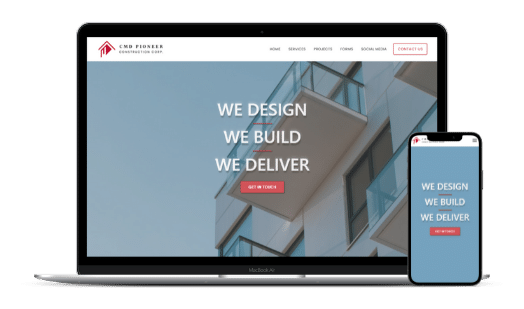 CMB PIONEER
CONSTRUCTION CORP.
HOME SERVICES PROJECTS FORMS SOCIAL MEDIA CONTACT US
WE DESIGN
WE BUILD
WE DELIVER
GET IN TOUCH
MacBook Air
WE DESIGN
WE BUILD
WE DELIVER
GET IN TOUCH